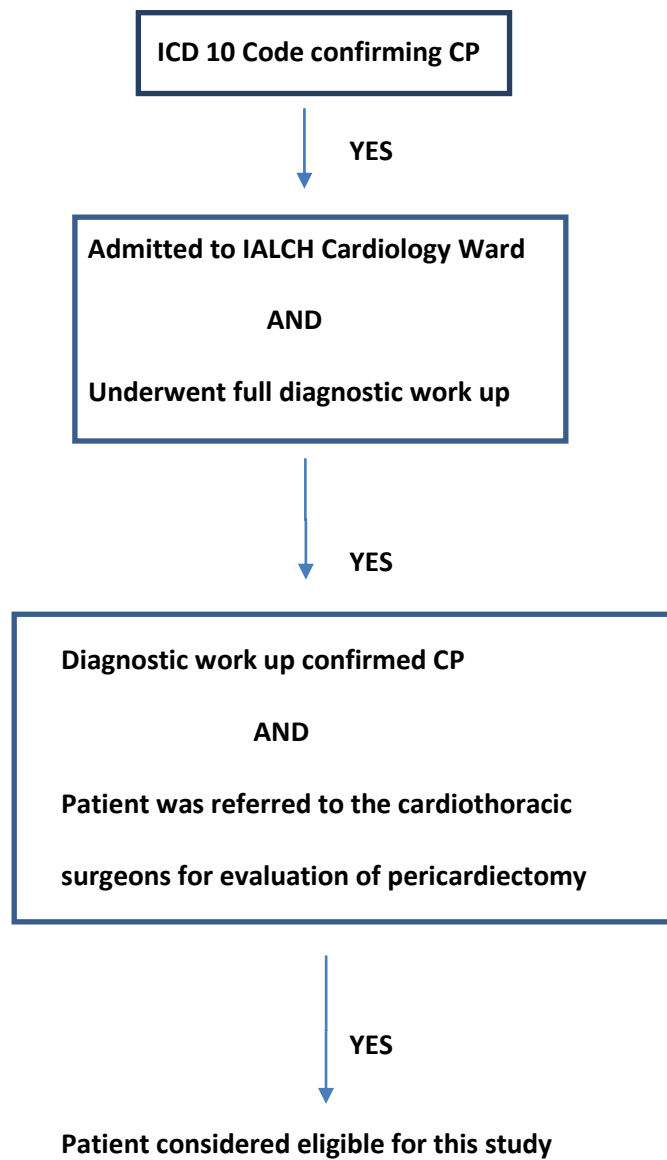 ICD 10 Code confirming CP
YES
Admitted to IALCH Cardiology Ward
AND
Underwent full diagnostic work up
YES
Diagnostic work up confirmed CP
AND
Patient was referred to the cardiothoracic
surgeons for evaluation of pericardiectomy
YES
Patient considered eligible for this study